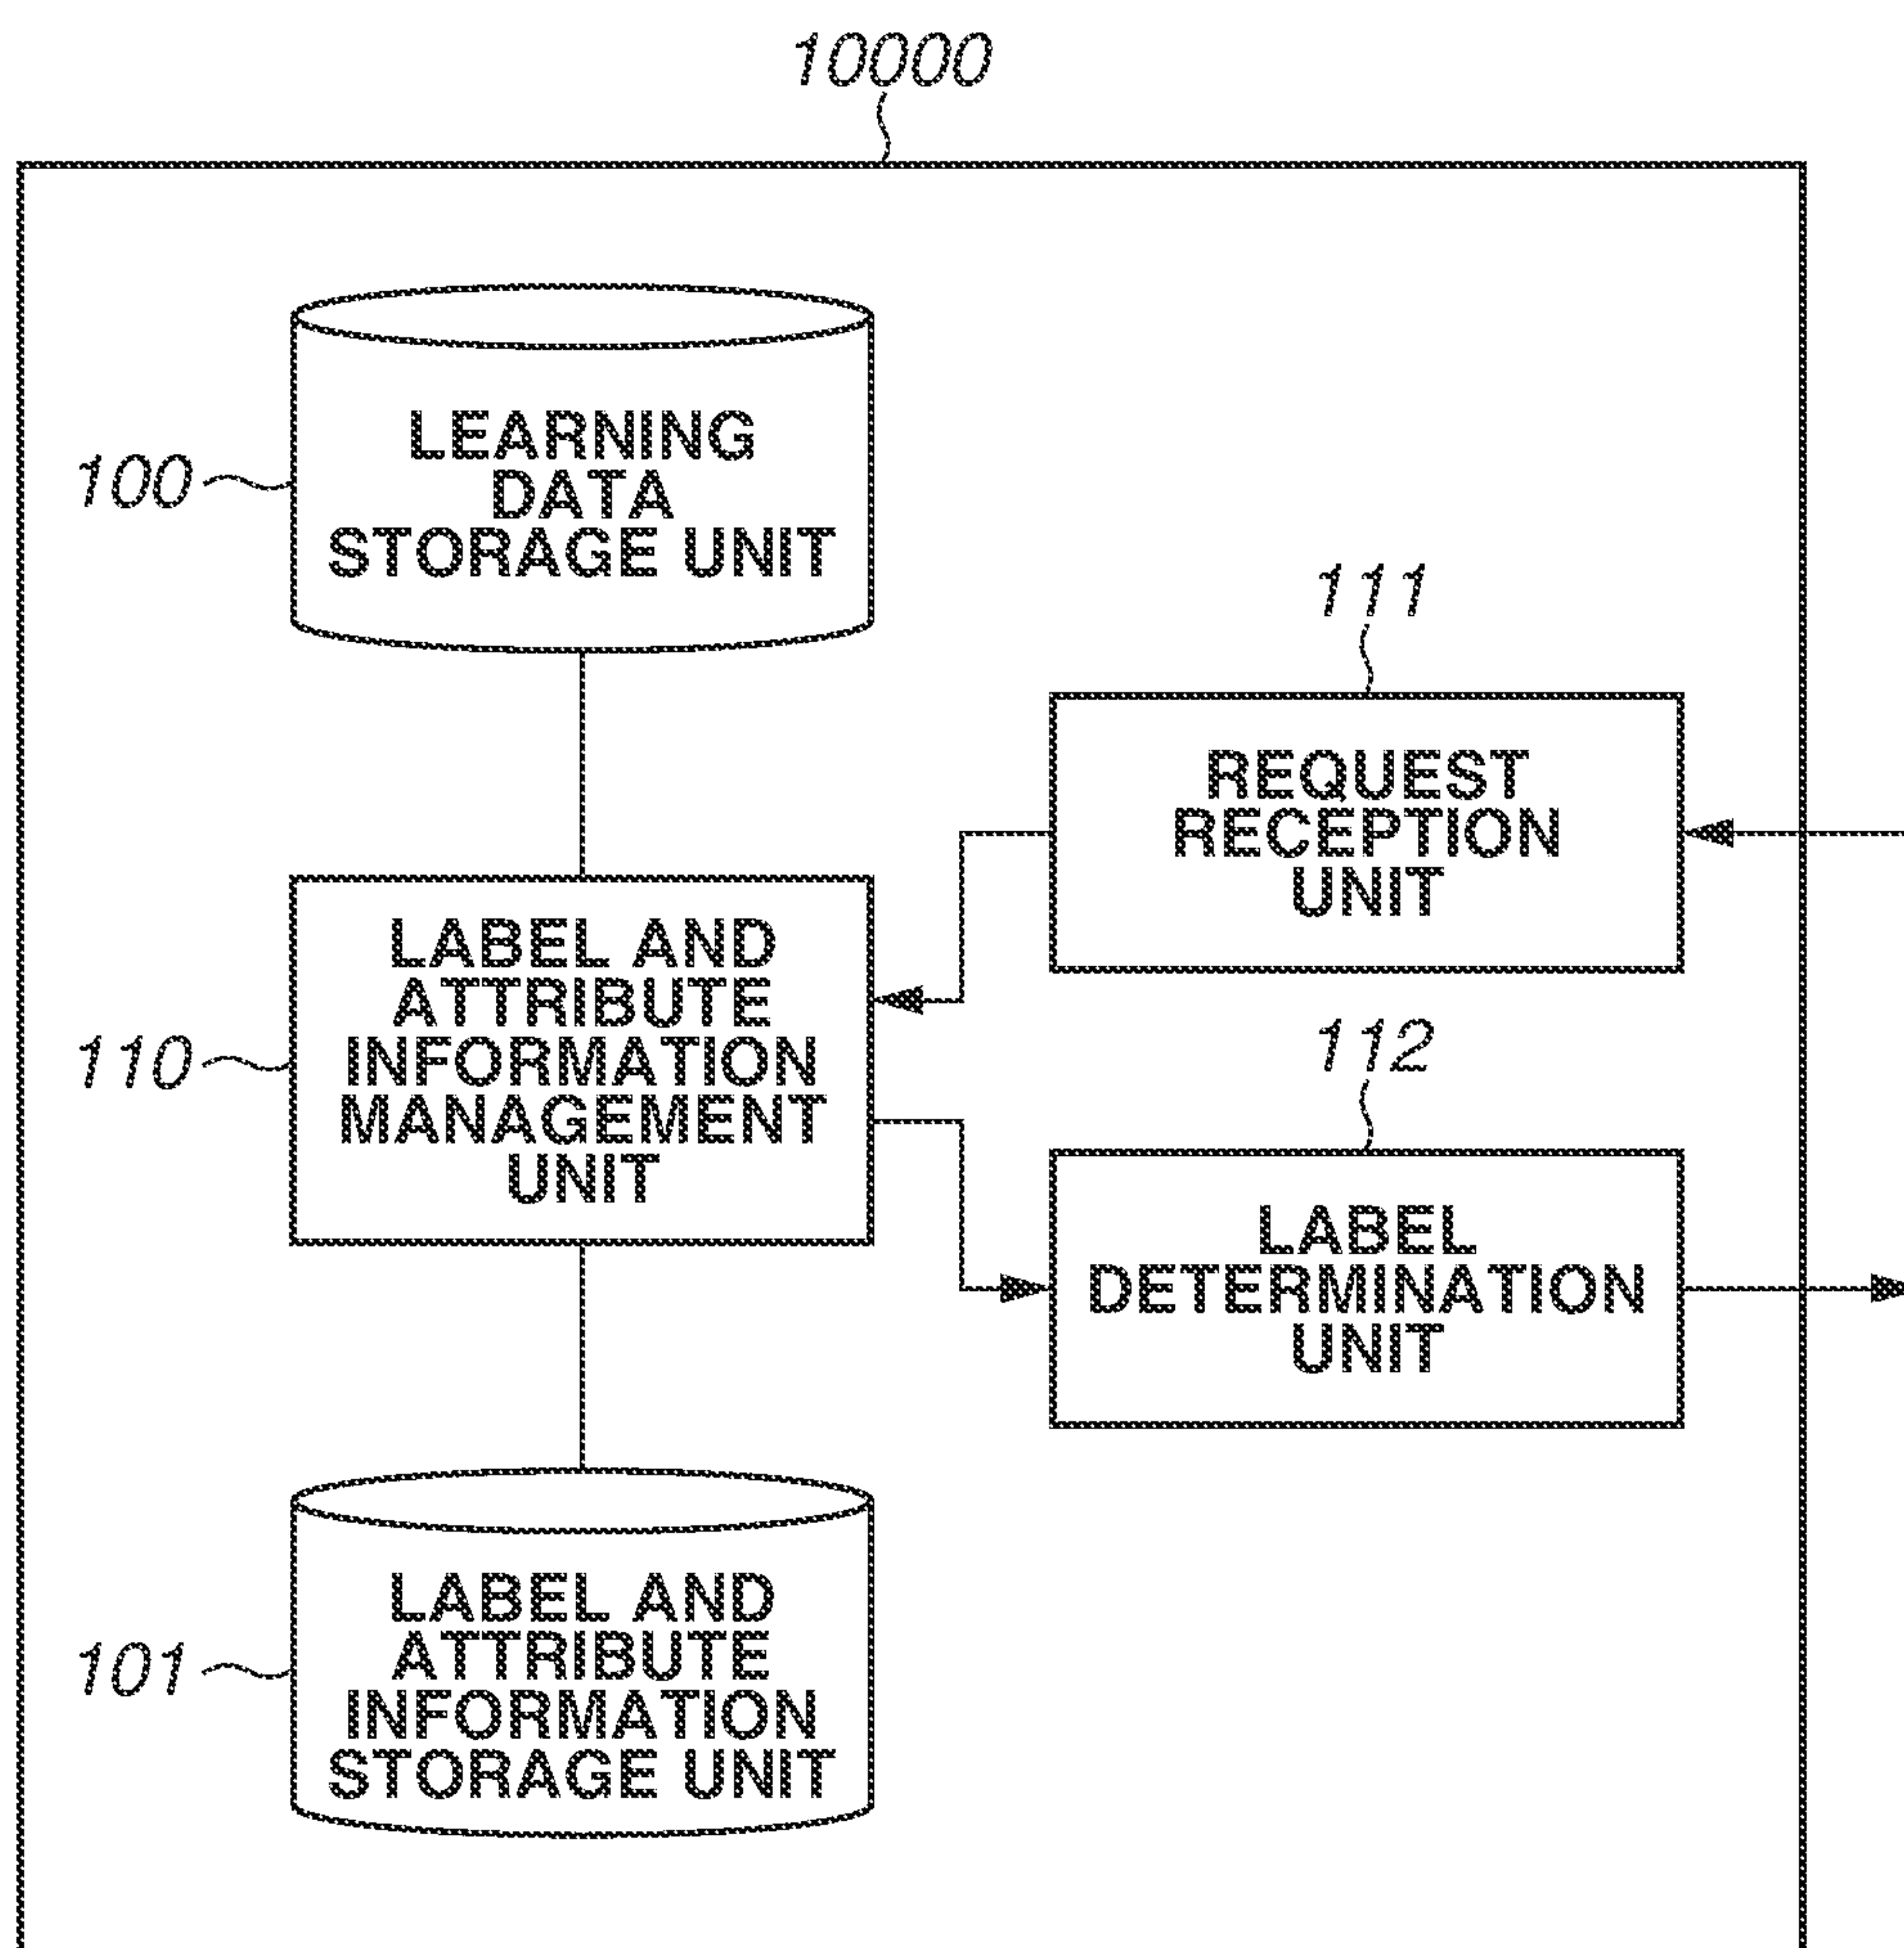 10000
100
LEARNING
DATA
STORAGE UNIT
111
REQUEST
RECEPTION
UNIT
110
LABEL AND
ATTRIBUTE
INFORMATION
MANAGEMENT
UNIT
112
LABEL
DETERMINATION
UNIT
101
LABEL AND
ATTRIBUTE
INFORMATION
STORAGE UNIT